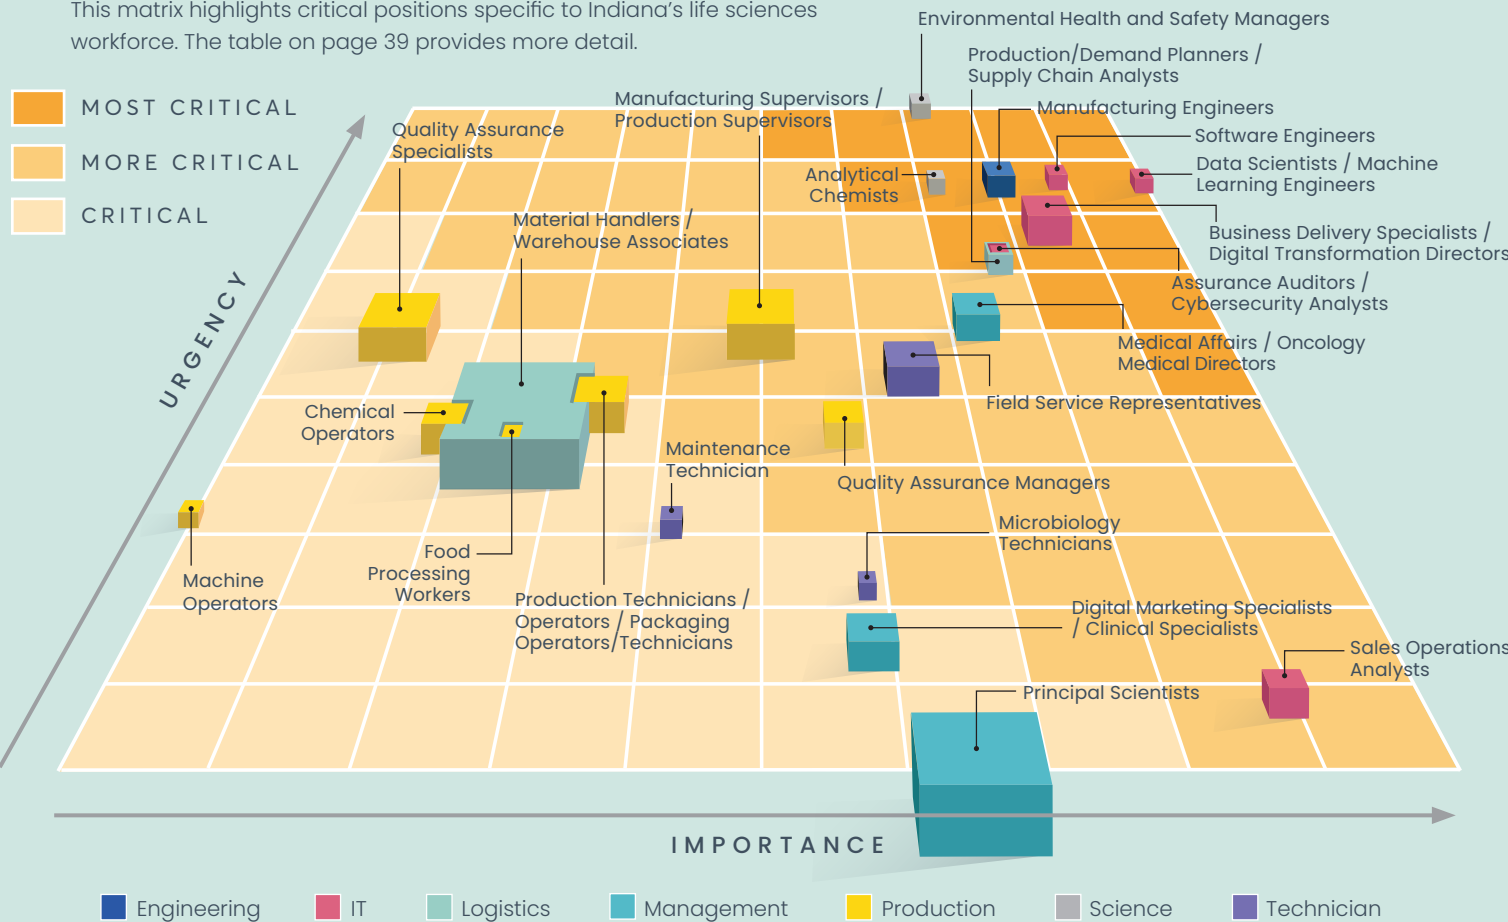 This matrix highlights critical positions specific to Indiana's life sciences
workforce. The table on page 39 provides more detail.
MOST CRITICAL
MORE CRITICAL
CRITICAL
URGENCY
Environmental Health and Safety Managers
Production/Demand Planners /
Supply Chain Analysts
Manufacturing Supervisors /
Production Supervisors
Manufacturing Engineers
Quality Assurance
Specialists
Software Engineers
Analytical
Chemists
Data Scientists / Machine
Learning Engineers
Material Handlers /
Warehouse Associates
Business Delivery Specialists /
Digital Transformation Directors
Assurance Auditors /
Cybersecurity Analysts
Medical Affairs / Oncology
Medical Directors
Field Service Representatives
Chemical
Operators
Maintenance
Technician
Quality Assurance Managers
Microbiology
Technicians
Food
Processing
Workers
Machine
Operators
Production Technicians /
Operators / Packaging
Operators/Technicians
Digital Marketing Specialists
/ Clinical Specialists
Sales Operations
Analysts
Principal Scientists
IMPORTANCE
Engineering
IT
Logistics
Management
Production
Science
Technician